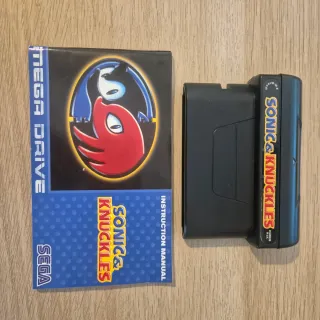 MEGA DRIVE
INSTRUCTION MANUAL
SONIC &
KNUCKLES
SEGA
SONIC &
KNUCKLES